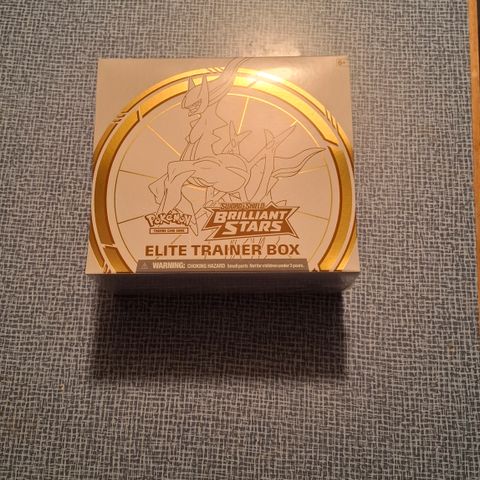 6+
Pokémon
TRADING CARD GAME
SWORD & SHIELD
BRILLIANT
STARS
ELITE TRAINER BOX
WARNING: CHOKING HAZARD Small parts. Not for children under 3 years.